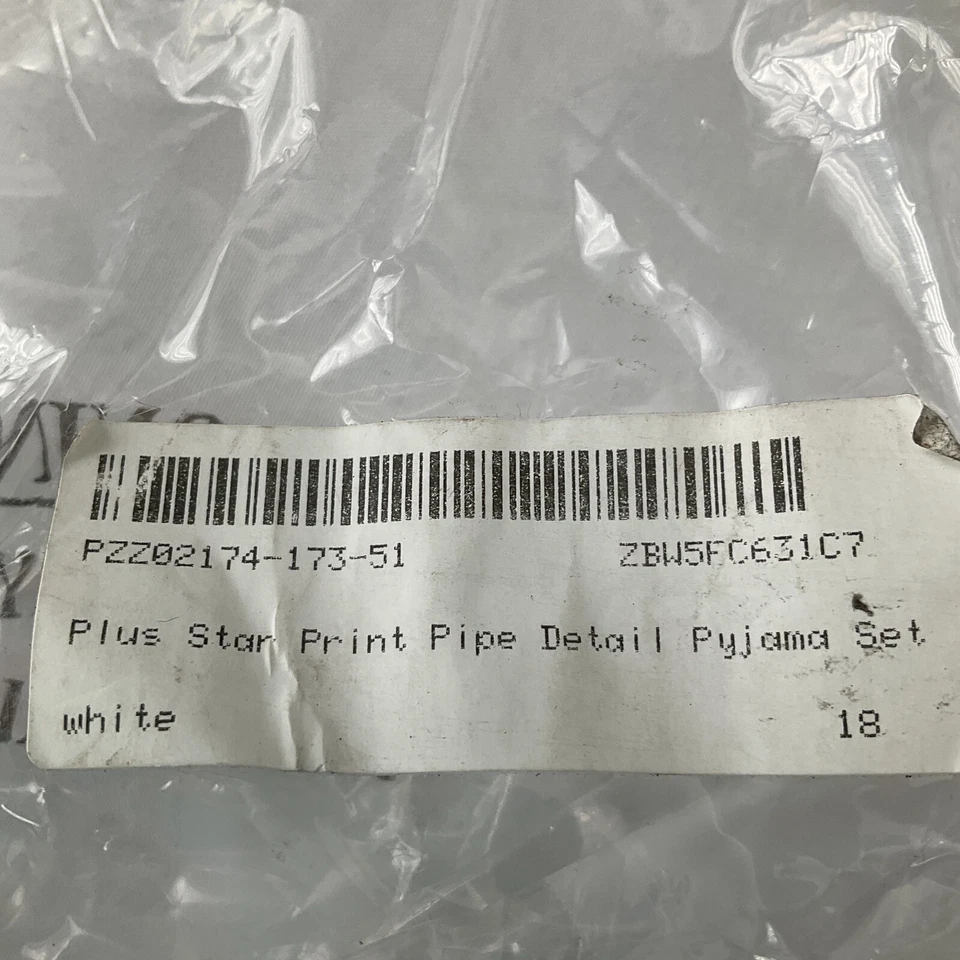 PZZ02174-173-51 ZBW5FC631C7
Plus Star Print Pipe Detail Pyjama Set
white 18